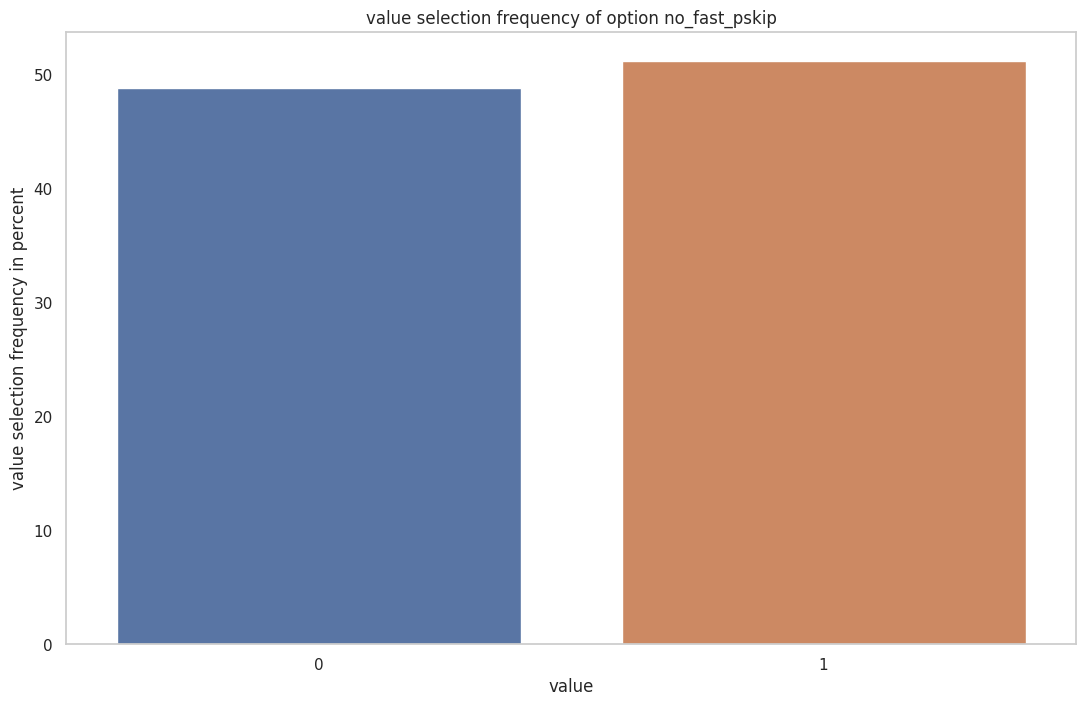 value selection frequency of option no_fast_pskip
value selection frequency in percent
50
40
30
20
10
0
0 1
value